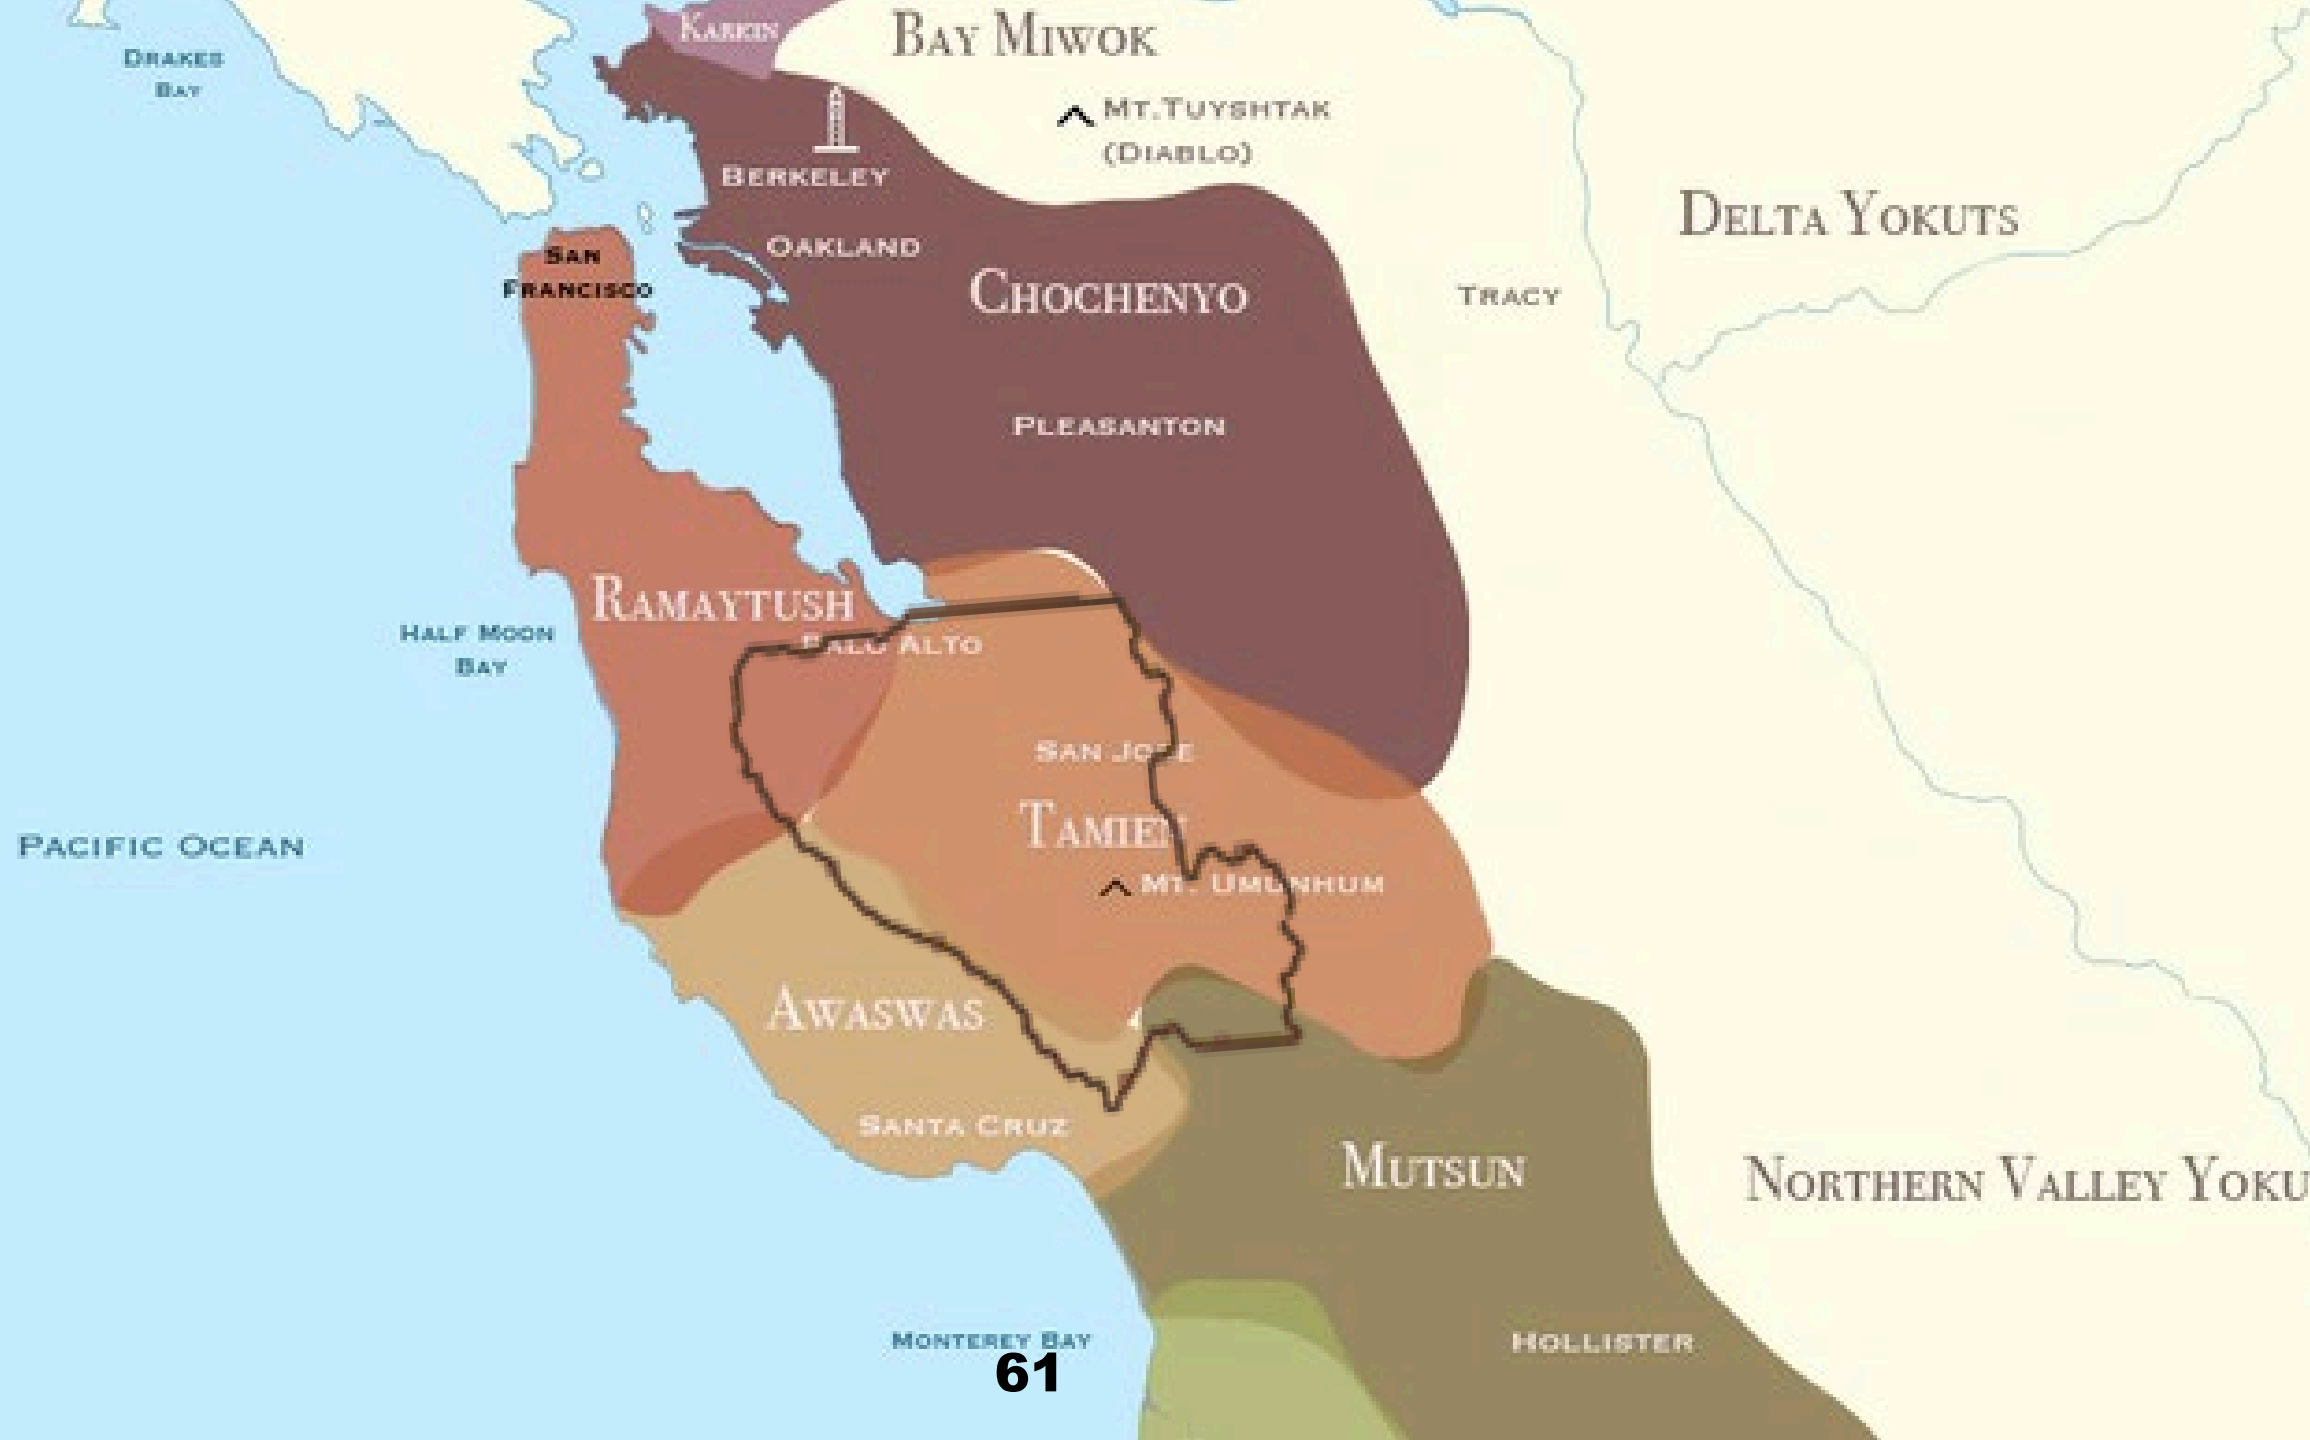 Karkin
Bay Miwok
Drakes
Bay
Mt.Tuyshtak
(Diablo)
Berkeley
Delta Yokuts
Oakland
San
Francisco
Chochenyo
Tracy
Pleasanton
Ramaytush
Half Moon
Bay
Palo Alto
San Jose
Tamien
Pacific Ocean
Mt. Umunhum
Awaswas
Santa Cruz
Mutsun
Northern Valley Yoku
Monterey Bay
Hollister
61